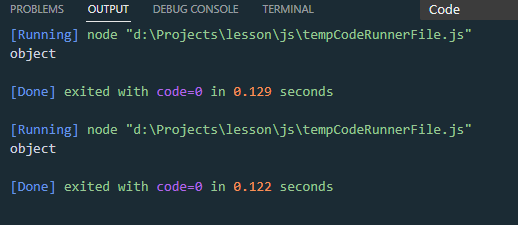 PROBLEMS OUTPUT DEBUG CONSOLE TERMINAL Code
[Running] node "d:\Projects\lesson\js\tempCodeRunnerFile.js"
object
[Done] exited with code=0 in 0.129 seconds
[Running] node "d:\Projects\lesson\js\tempCodeRunnerFile.js"
object
[Done] exited with code=0 in 0.122 seconds